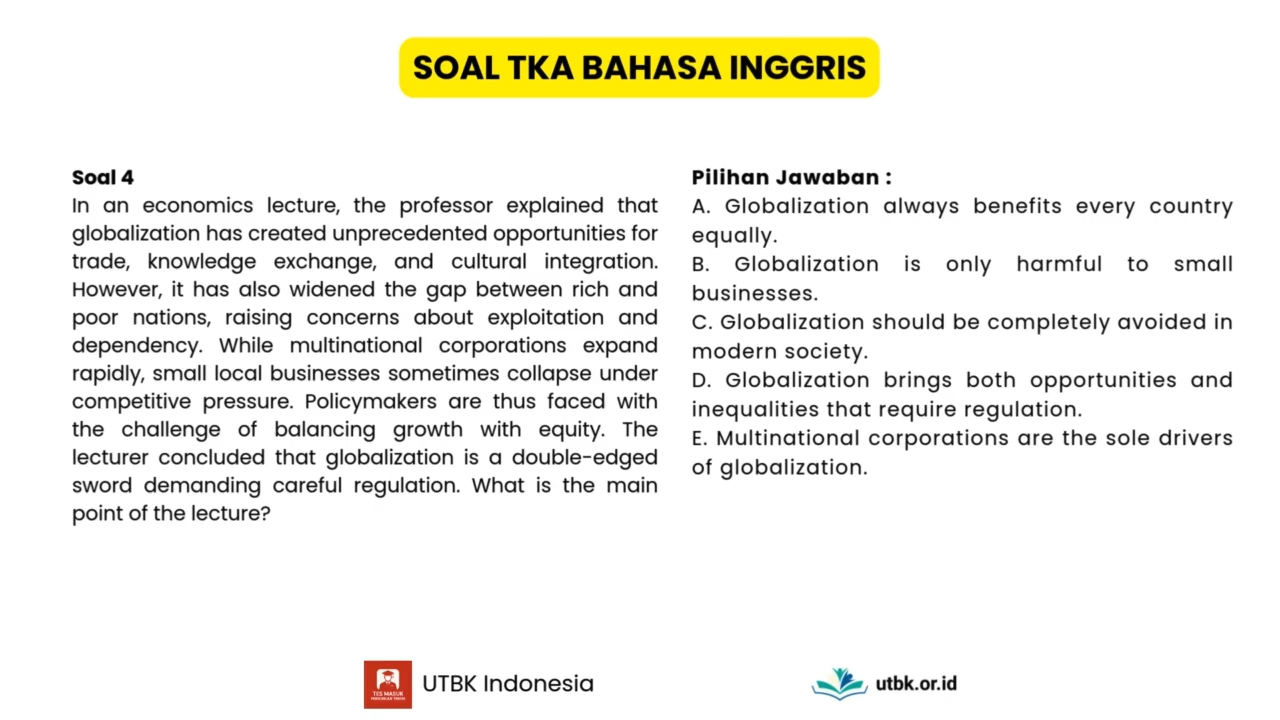 SOAL TKA BAHASA INGGRIS
Soal 4
In an economics lecture, the professor explained that
globalization has created unprecedented opportunities for
trade, knowledge exchange, and cultural integration.
However, it has also widened the gap between rich and
poor nations, raising concerns about exploitation and
dependency. While multinational corporations expand
rapidly, small local businesses sometimes collapse under
competitive pressure. Policymakers are thus faced with
the challenge of balancing growth with equity. The
lecturer concluded that globalization is a double-edged
sword demanding careful regulation. What is the main
point of the lecture?
Pilihan Jawaban :
A. Globalization always benefits every country
equally.
B. Globalization is only harmful to small
businesses.
C. Globalization should be completely avoided in
modern society.
D. Globalization brings both opportunities and
inequalities that require regulation.
E. Multinational corporations are the sole drivers
of globalization.
TES MASUK
PERGURUAN TINGGI
UTBK Indonesia
utbk.or.id